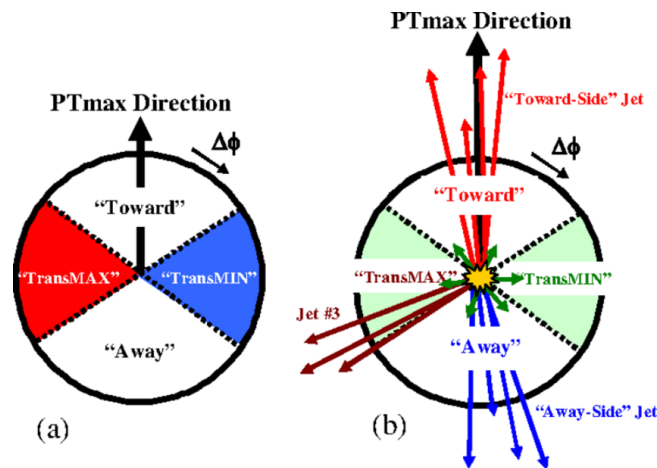 PTmax Direction
Δϕ
“Toward”
“TransMAX”
“TransMIN”
“Away”
(a)
PTmax Direction
“Toward-Side” Jet
Δϕ
“Toward”
“TransMAX”
“TransMIN”
Jet #3
“Away”
“Away-Side” Jet
(b)